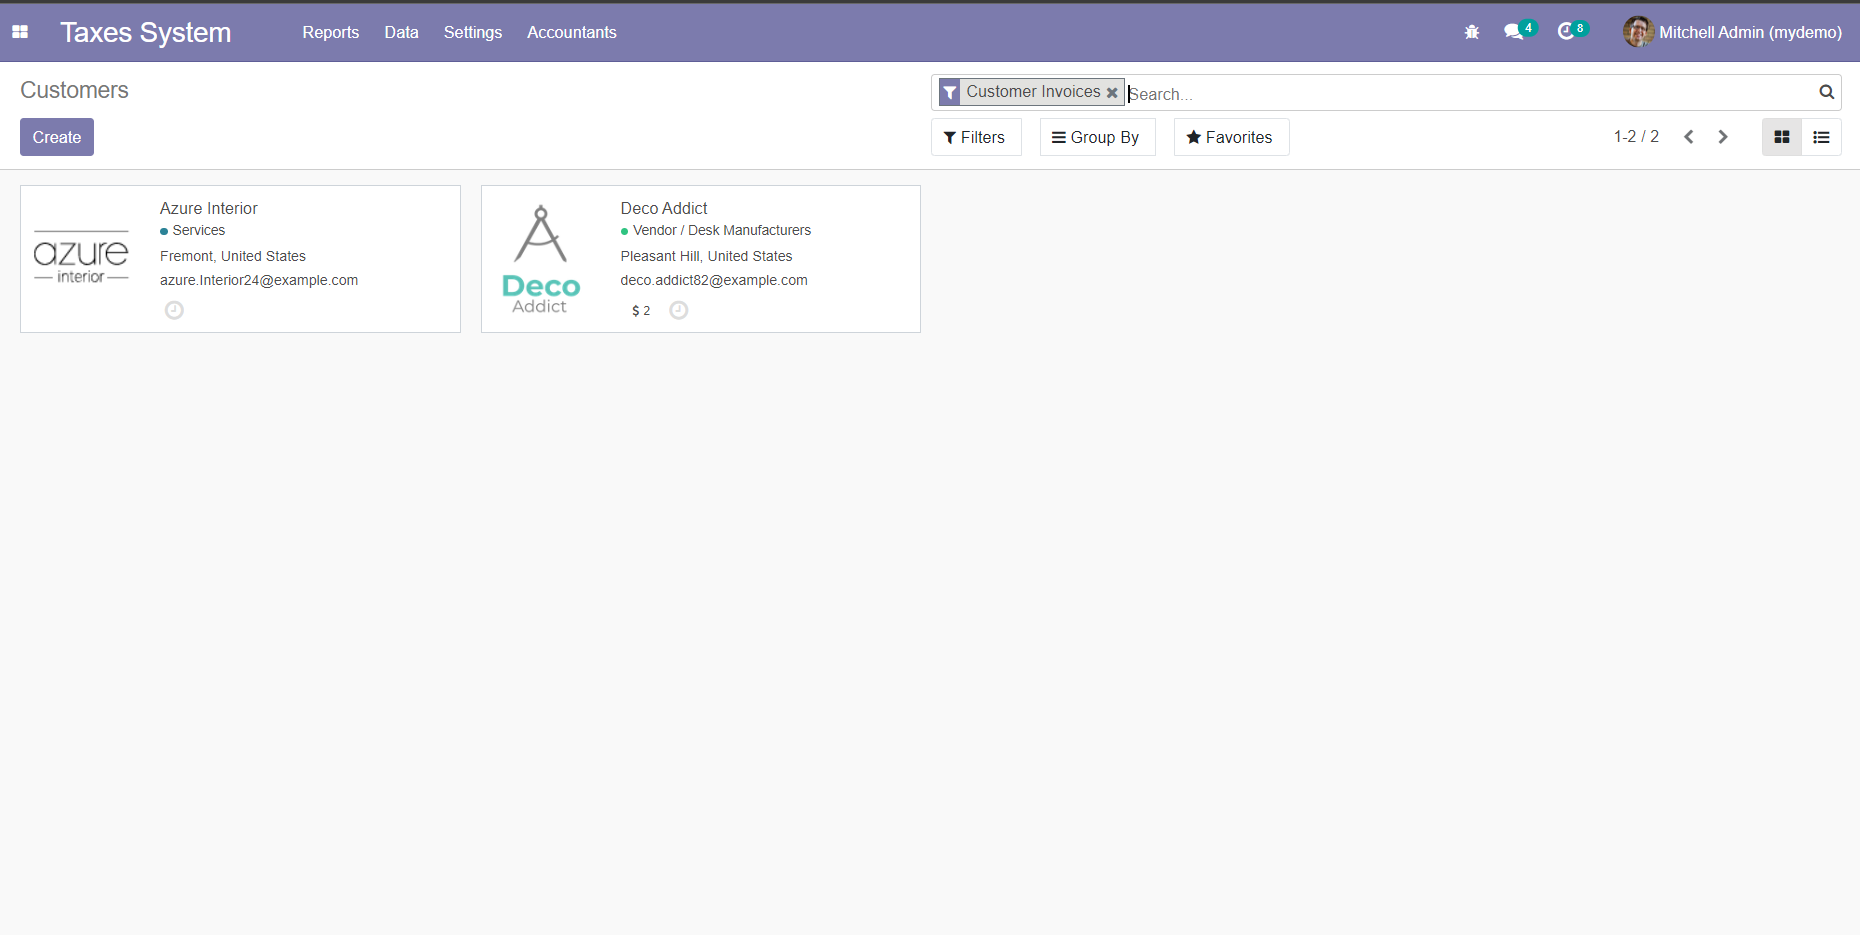 Taxes System
Reports Data Settings Accountants
4
8
Mitchell Admin (mydemo)
Customers
Customer Invoices
Search...
Create
Filters
Group By
Favorites
1-2 / 2
azure
interior
Azure Interior
Services
Fremont, United States
azure.Interior24@example.com
Deco
Addict
Deco Addict
Vendor / Desk Manufacturers
Pleasant Hill, United States
deco.addict82@example.com
$ 2